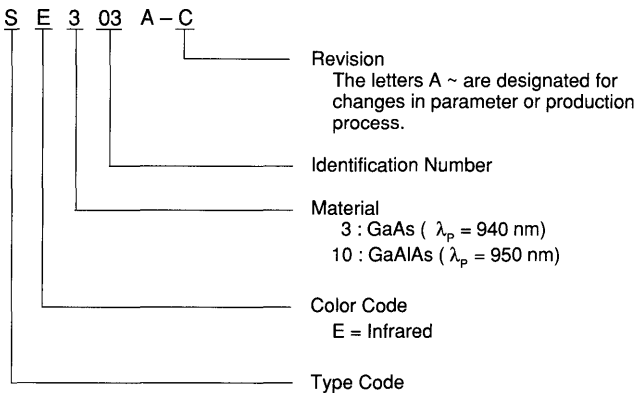 S E 3 03 A – C
Revision
The letters A ~ are designated for
changes in parameter or production
process.
Identification Number
Material
3 : GaAs ( λP = 940 nm)
10 : GaAlAs ( λP = 950 nm)
Color Code
E = Infrared
Type Code